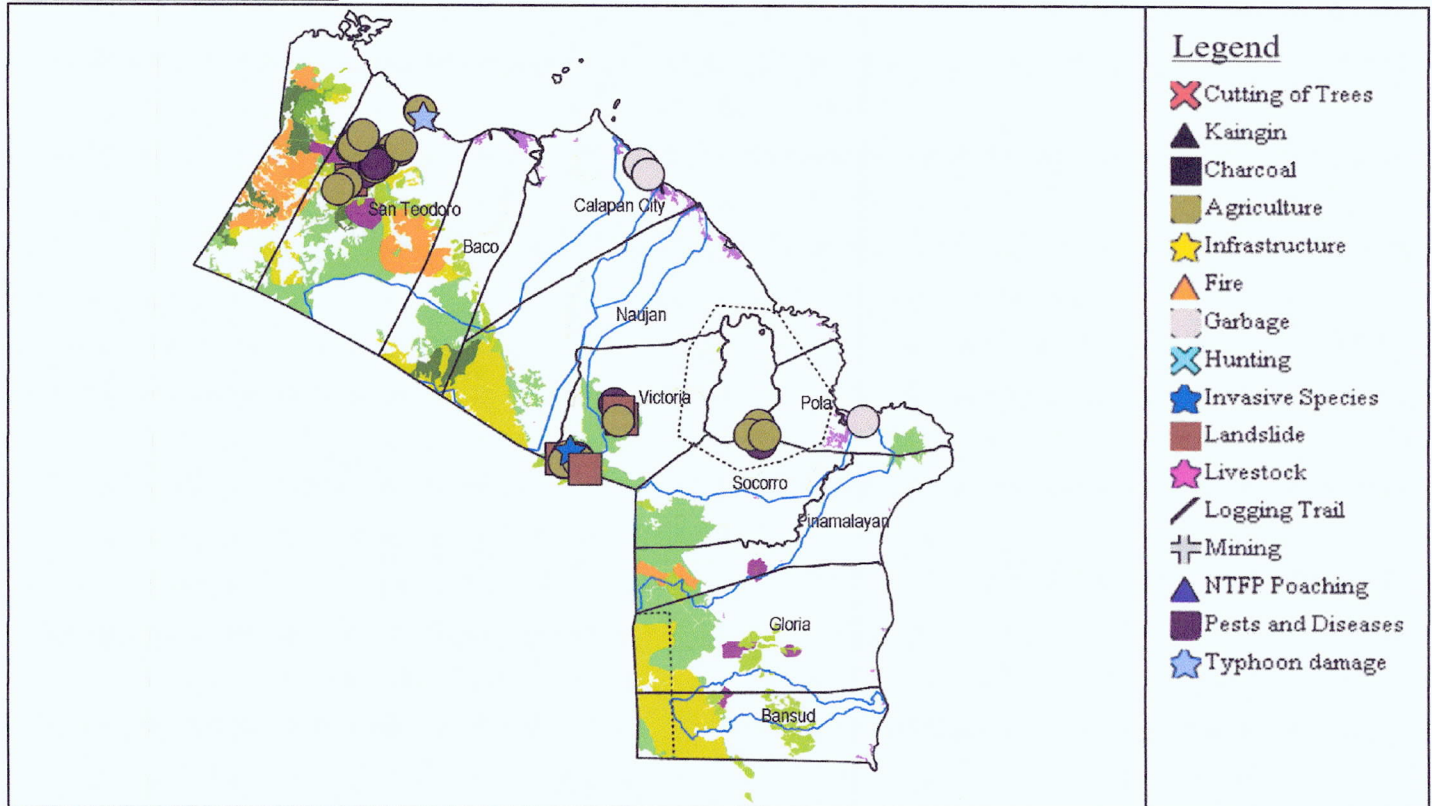 San Teodoro
Baco
Calapan City
Naujan
Victoria
Pola
Socorro
Pinamalayan
Gloria
Bansud
Legend
Cutting of Trees
Kaingin
Charcoal
Agriculture
Infrastructure
Fire
Garbage
Hunting
Invasive Species
Landslide
Livestock
Logging Trail
Mining
NTFP Poaching
Pests and Diseases
Typhoon damage